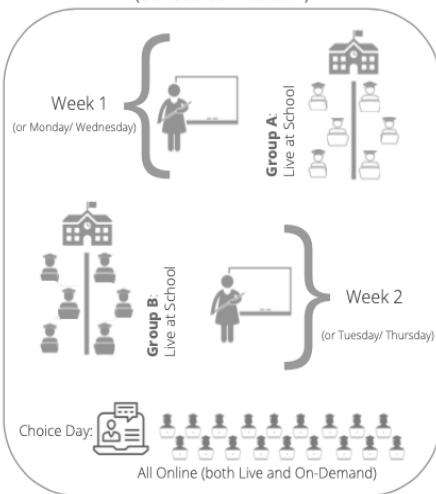 Week 1
(or Monday/ Wednesday)
Group A:
Live at School
Group B:
Live at School
Week 2
(or Tuesday/ Thursday)
Choice Day:
All Online (both Live and On-Demand)